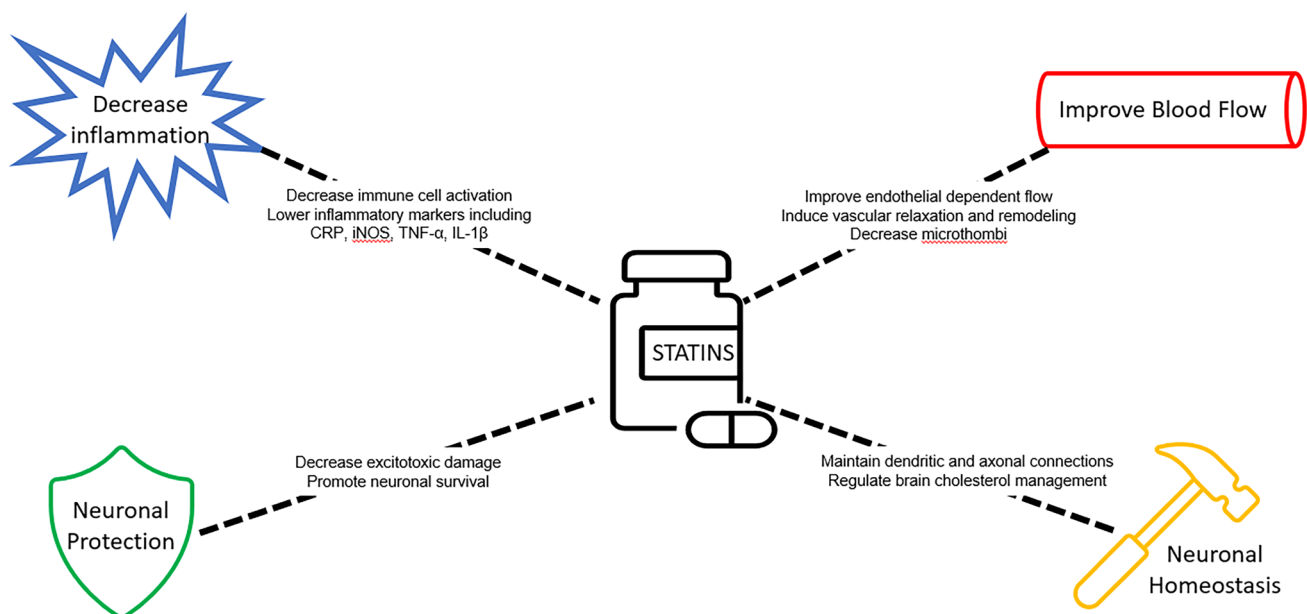 Decrease
inflammation
Decrease immune cell activation
Lower inflammatory markers including
CRP, iNOS, TNF-α, IL-1β
Improve Blood Flow
Improve endothelial dependent flow
Induce vascular relaxation and remodeling
Decrease microthombi
STATINS
Neuronal
Protection
Decrease excitotoxic damage
Promote neuronal survival
Maintain dendritic and axonal connections
Regulate brain cholesterol management
Neuronal
Homeostasis